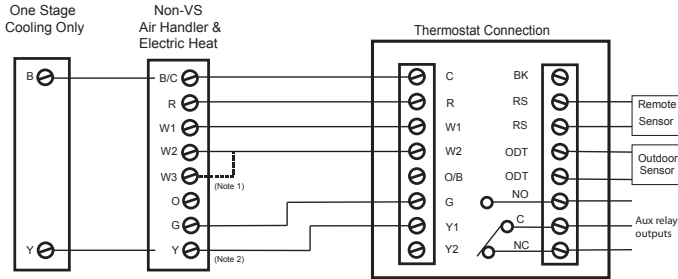 One Stage
Cooling Only
Non-VS
Air Handler &
Electric Heat
Thermostat Connection
B
Y
B/C
R
W1
W2
W3
(Note 1)
O
G
Y
(Note 2)
C
R
W1
W2
O/B
G
Y1
Y2
BK
RS
RS
ODT
ODT
NO
C
NC
Remote
Sensor
Outdoor
Sensor
Aux relay
outputs